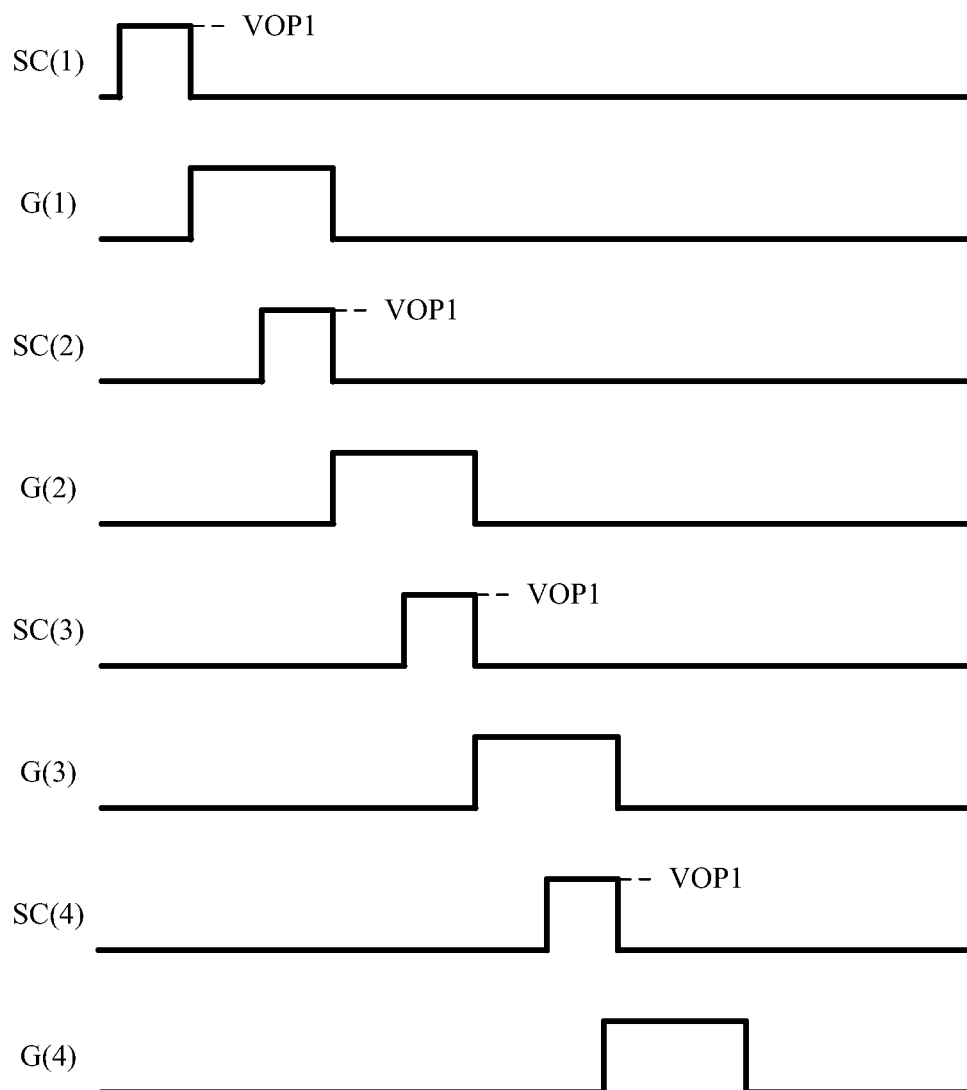 VOP1
SC(1)
G(1)
VOP1
SC(2)
G(2)
VOP1
SC(3)
G(3)
VOP1
SC(4)
G(4)